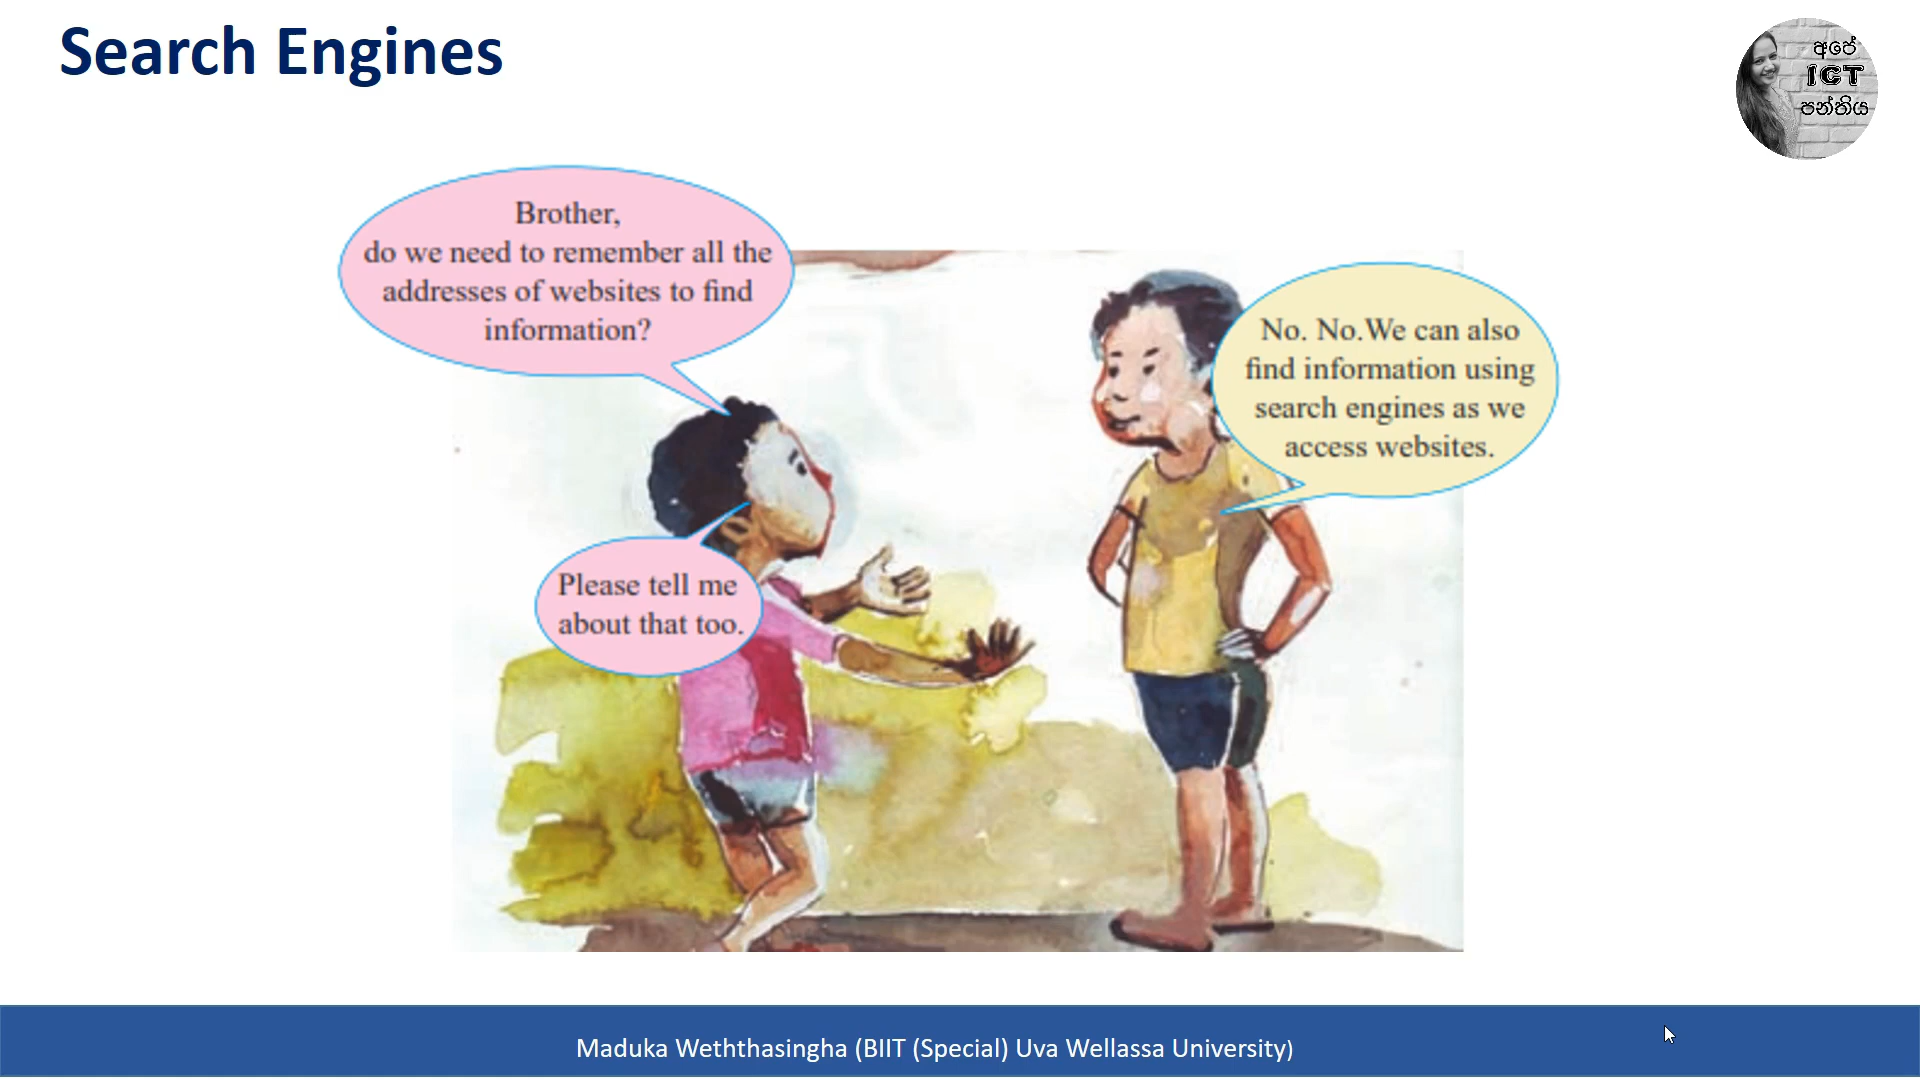 Search Engines
අපේ
ICT
පන්තිය
Brother,
do we need to remember all the
addresses of websites to find
information?
No. No.We can also
find information using
search engines as we
access websites.
Please tell me
about that too.
Maduka Weththasingha (BIIT (Special) Uva Wellassa University)